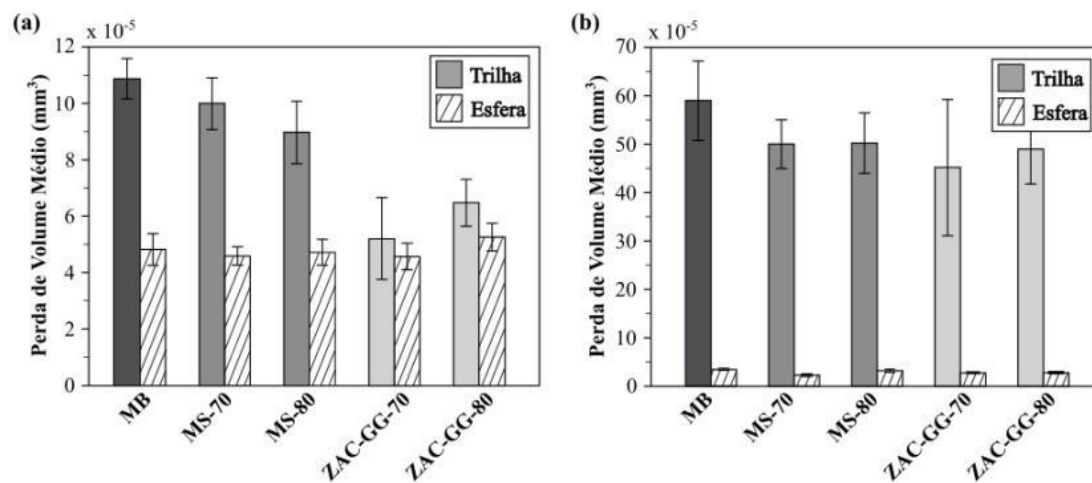 (a)
x 10-5
Perda de Volume Médio (mm³)
12
10
8
6
4
2
0
Trilha
Esfera
MB
MS-70
MS-80
ZAC-GG-70
ZAC-GG-80
(b)
x 10-5
Perda de Volume Médio (mm³)
70
60
50
40
30
20
10
0
Trilha
Esfera
MB
MS-70
MS-80
ZAC-GG-70
ZAC-GG-80